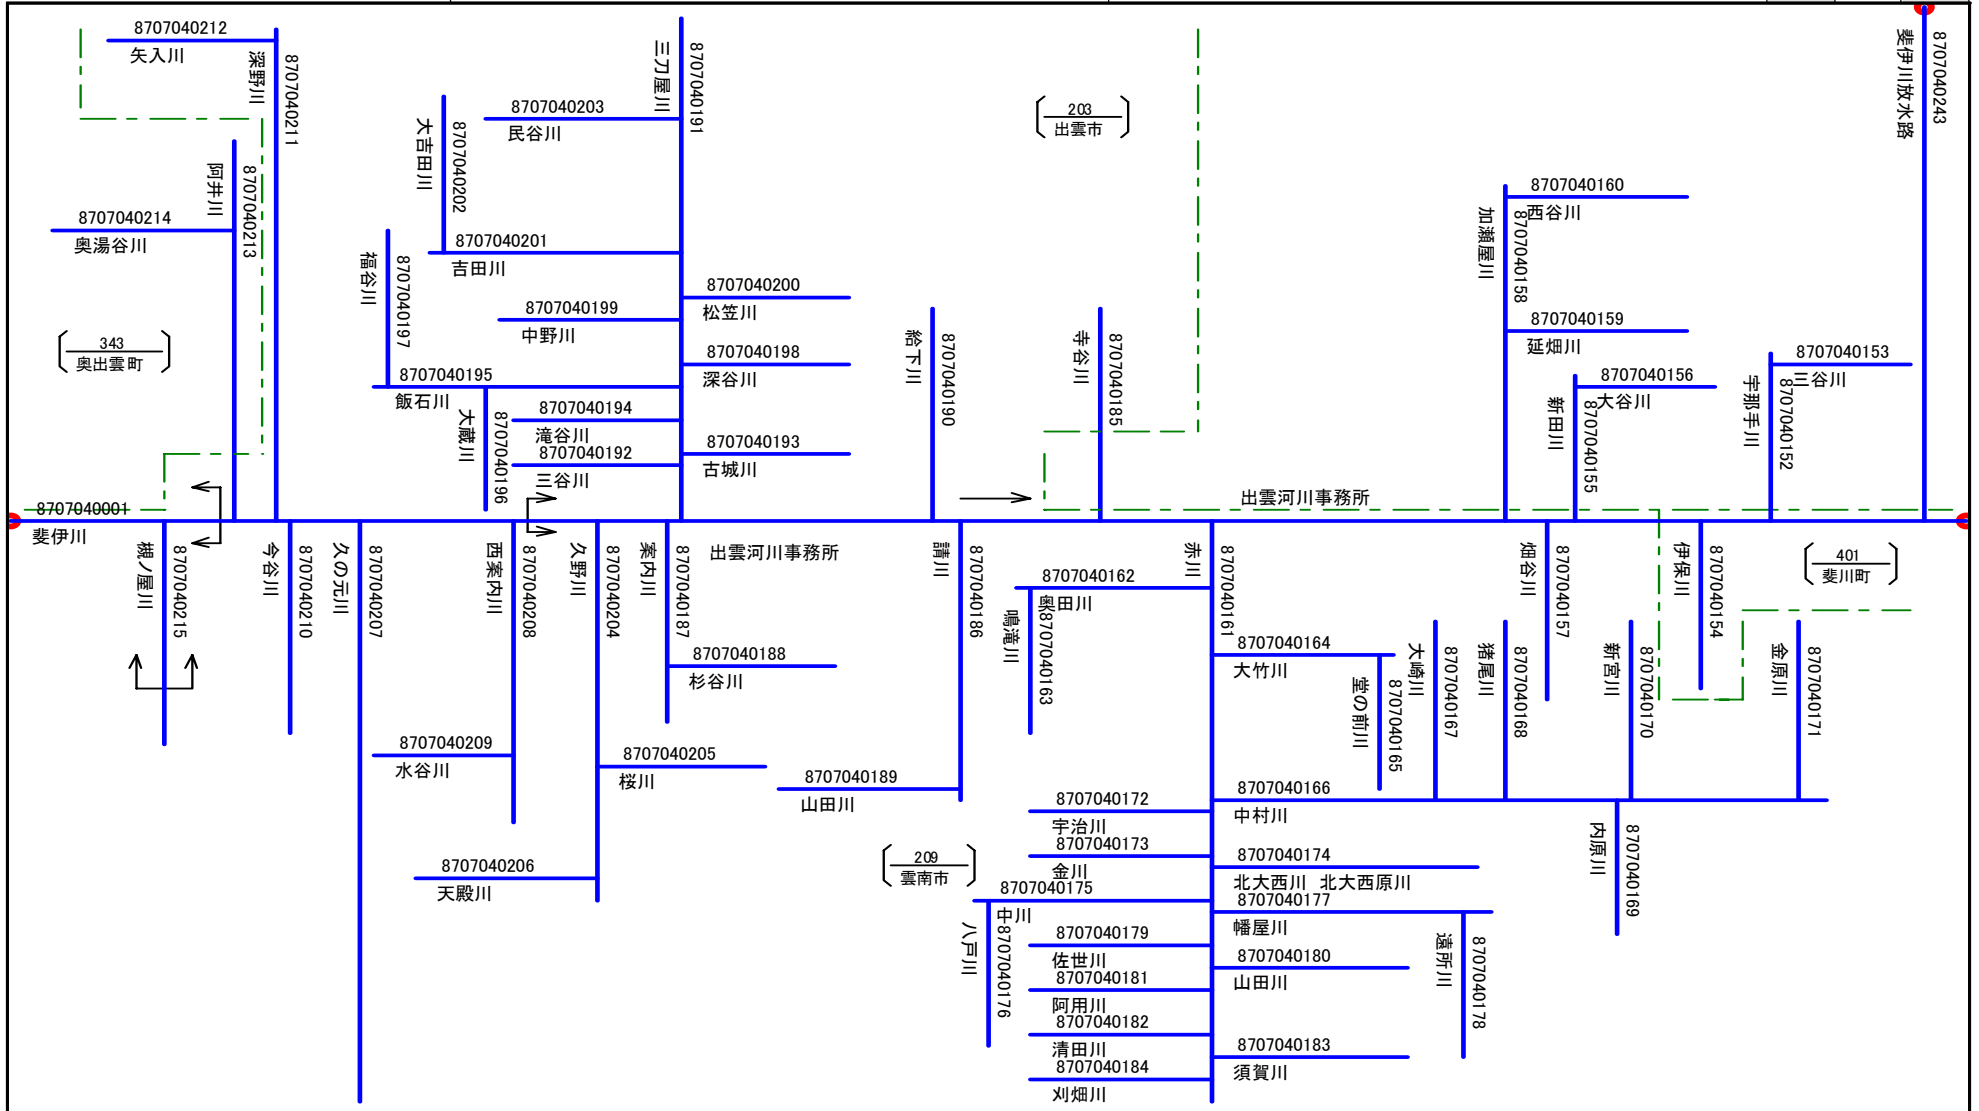 8707040212
矢入川
深野川
8707040211
三刀屋川
8707040191
斐伊川放水路
8707040243
8707040203
民谷川
大吉田川
8707040202
203
出雲市
阿井川
8707040213
8707040214
奥湯谷川
8707040201
吉田川
福谷川
8707040197
8707040160
西谷川
加瀬屋川
8707040158
8707040200
松笠川
8707040199
中野川
給下川
8707040190
寺谷川
8707040185
8707040159
延畑川
343
奥出雲町
8707040198
深谷川
8707040195
飯石川
8707040156
大谷川
新田川
8707040155
8707040153
三谷川
宇那手川
8707040152
大蔵川
8707040196
8707040194
滝谷川
8707040193
古城川
8707040192
三谷川
8707040001
斐伊川
出雲河川事務所
出雲河川事務所
401
斐川町
槻ノ屋川
8707040215
今谷川
8707040210
久の元川
8707040207
西案内川
8707040208
久野川
8707040204
案内川
8707040187
請川
8707040186
赤川
8707040161
畑谷川
8707040157
伊保川
8707040154
8707040162
奥田川
鳴滝川
8707040163
8707040164
大竹川
堂の前川
8707040165
大崎川
8707040167
猪尾川
8707040168
新宮川
8707040170
金原川
8707040171
8707040188
杉谷川
8707040209
水谷川
8707040205
桜川
8707040189
山田川
8707040172
宇治川
8707040166
中村川
内原川
8707040169
8707040173
金川
8707040174
北大西川 北大西原川
209
雲南市
8707040206
天殿川
8707040175
中川
八戸川
8707040176
8707040177
幡屋川
遠所川
8707040178
8707040179
佐世川
8707040180
山田川
8707040181
阿用川
8707040182
清田川
8707040183
須賀川
8707040184
刈畑川